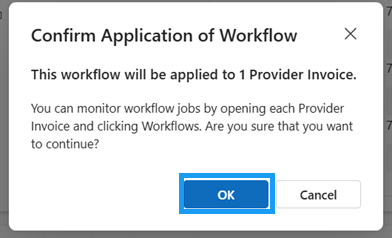 Confirm Application of Workflow
This workflow will be applied to 1 Provider Invoice.
You can monitor workflow jobs by opening each Provider
Invoice and clicking Workflows. Are you sure that you want
to continue?
OK Cancel